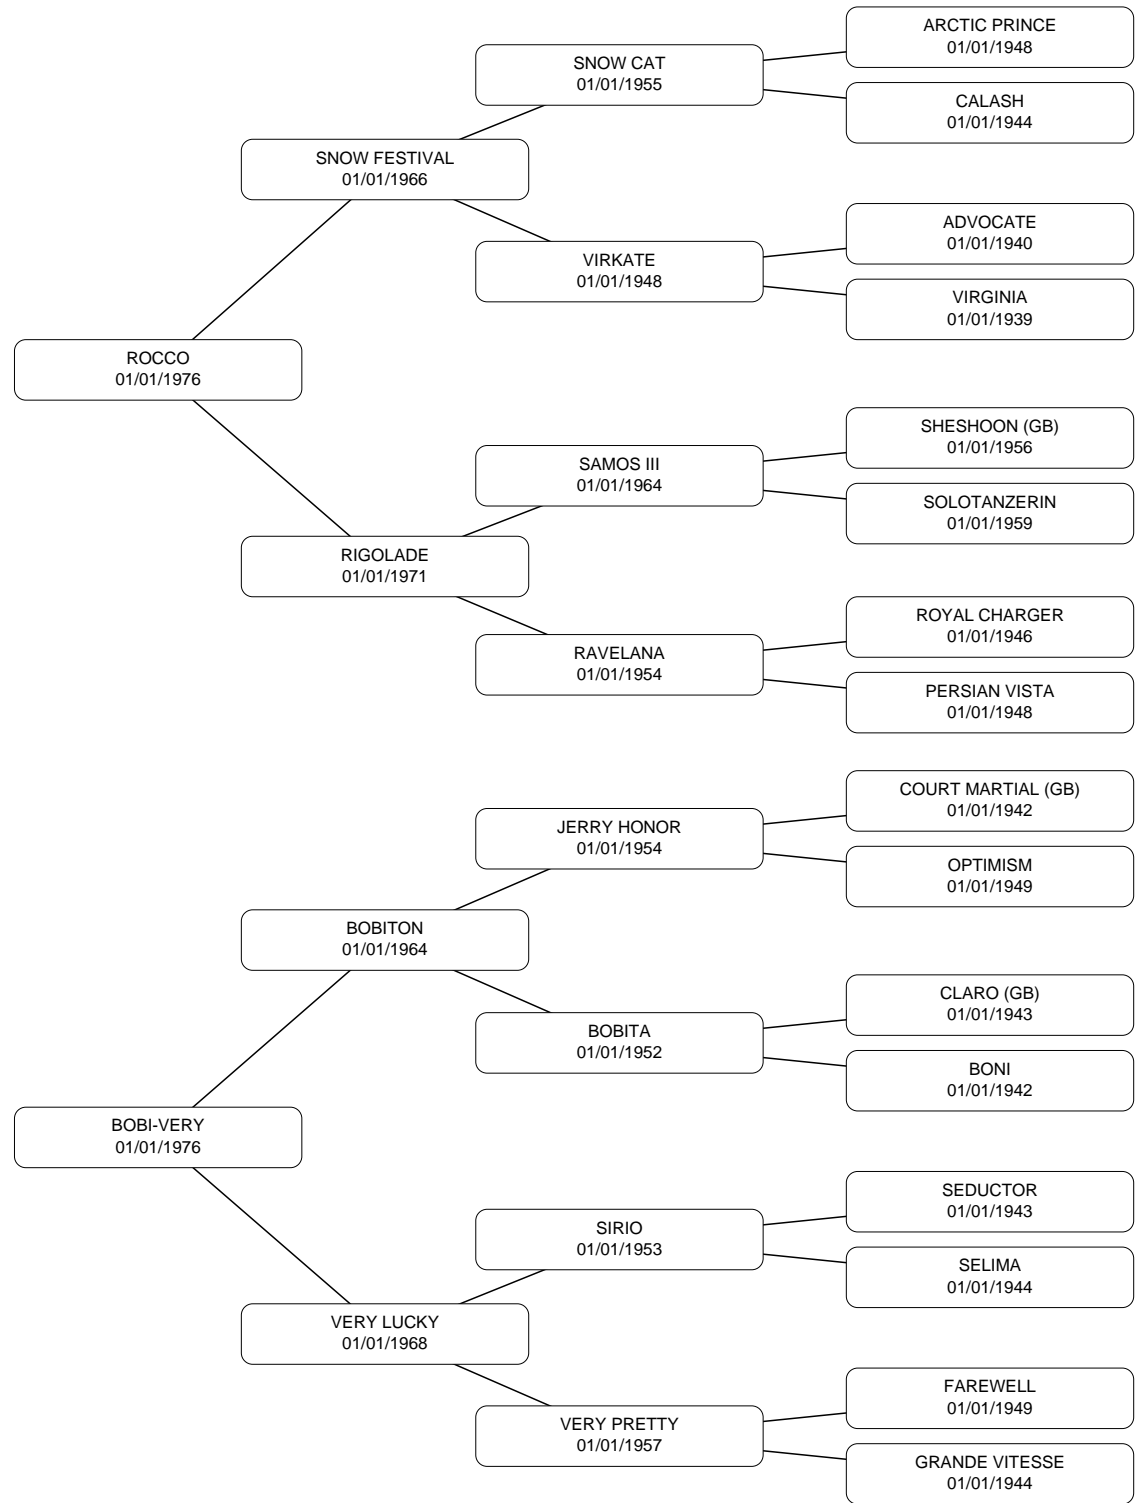 ARCTIC PRINCE
01/01/1948
SNOW CAT
01/01/1955
CALASH
01/01/1944
SNOW FESTIVAL
01/01/1966
ADVOCATE
01/01/1940
VIRKATE
01/01/1948
VIRGINIA
01/01/1939
ROCCO
01/01/1976
SHESHOON (GB)
01/01/1956
SAMOS III
01/01/1964
SOLOTANZERIN
01/01/1959
RIGOLADE
01/01/1971
ROYAL CHARGER
01/01/1946
RAVELANA
01/01/1954
PERSIAN VISTA
01/01/1948
COURT MARTIAL (GB)
01/01/1942
JERRY HONOR
01/01/1954
OPTIMISM
01/01/1949
BOBITON
01/01/1964
CLARO (GB)
01/01/1943
BOBITA
01/01/1952
BONI
01/01/1942
BOBI-VERY
01/01/1976
SEDUCTOR
01/01/1943
SIRIO
01/01/1953
SELIMA
01/01/1944
VERY LUCKY
01/01/1968
FAREWELL
01/01/1949
VERY PRETTY
01/01/1957
GRANDE VITESSE
01/01/1944